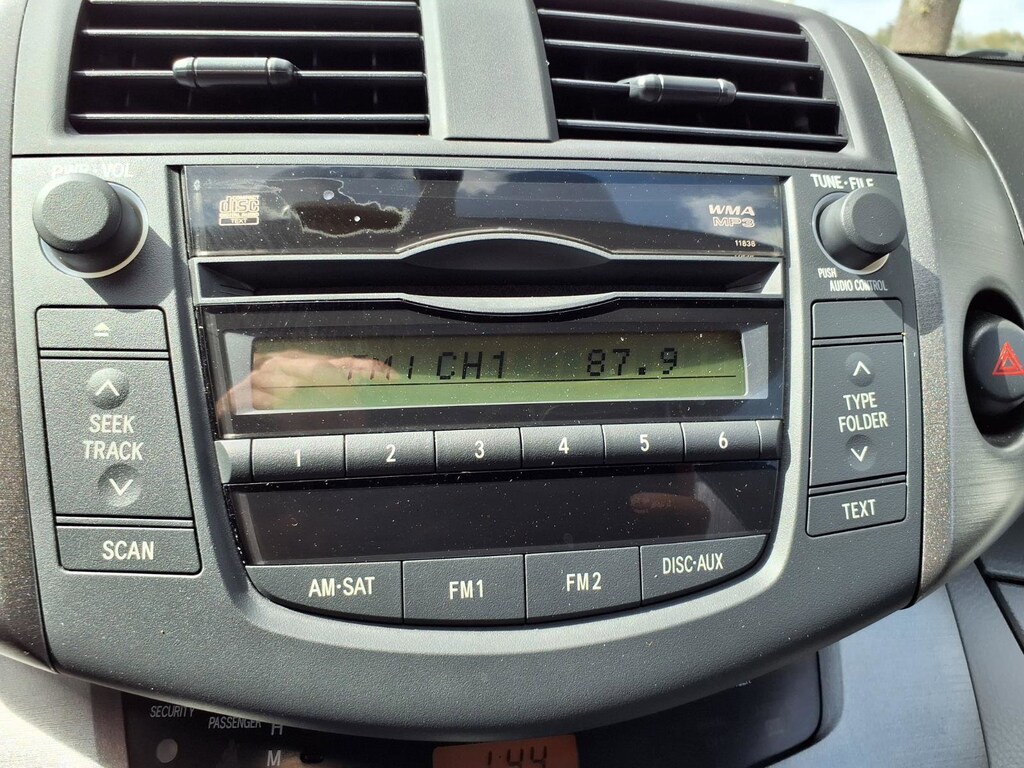 PWR•VOL
disc
TEXT
WMA
MP3
11836
TUNE•FILE
PUSH
AUDIO CONTROL
FM1 CH1 87.9
SEEK
TRACK
SCAN
1 2 3 4 5 6
TYPE
FOLDER
TEXT
AM•SAT FM1 FM2 DISC•AUX
SECURITY
PASSENGER
H
M
1:44